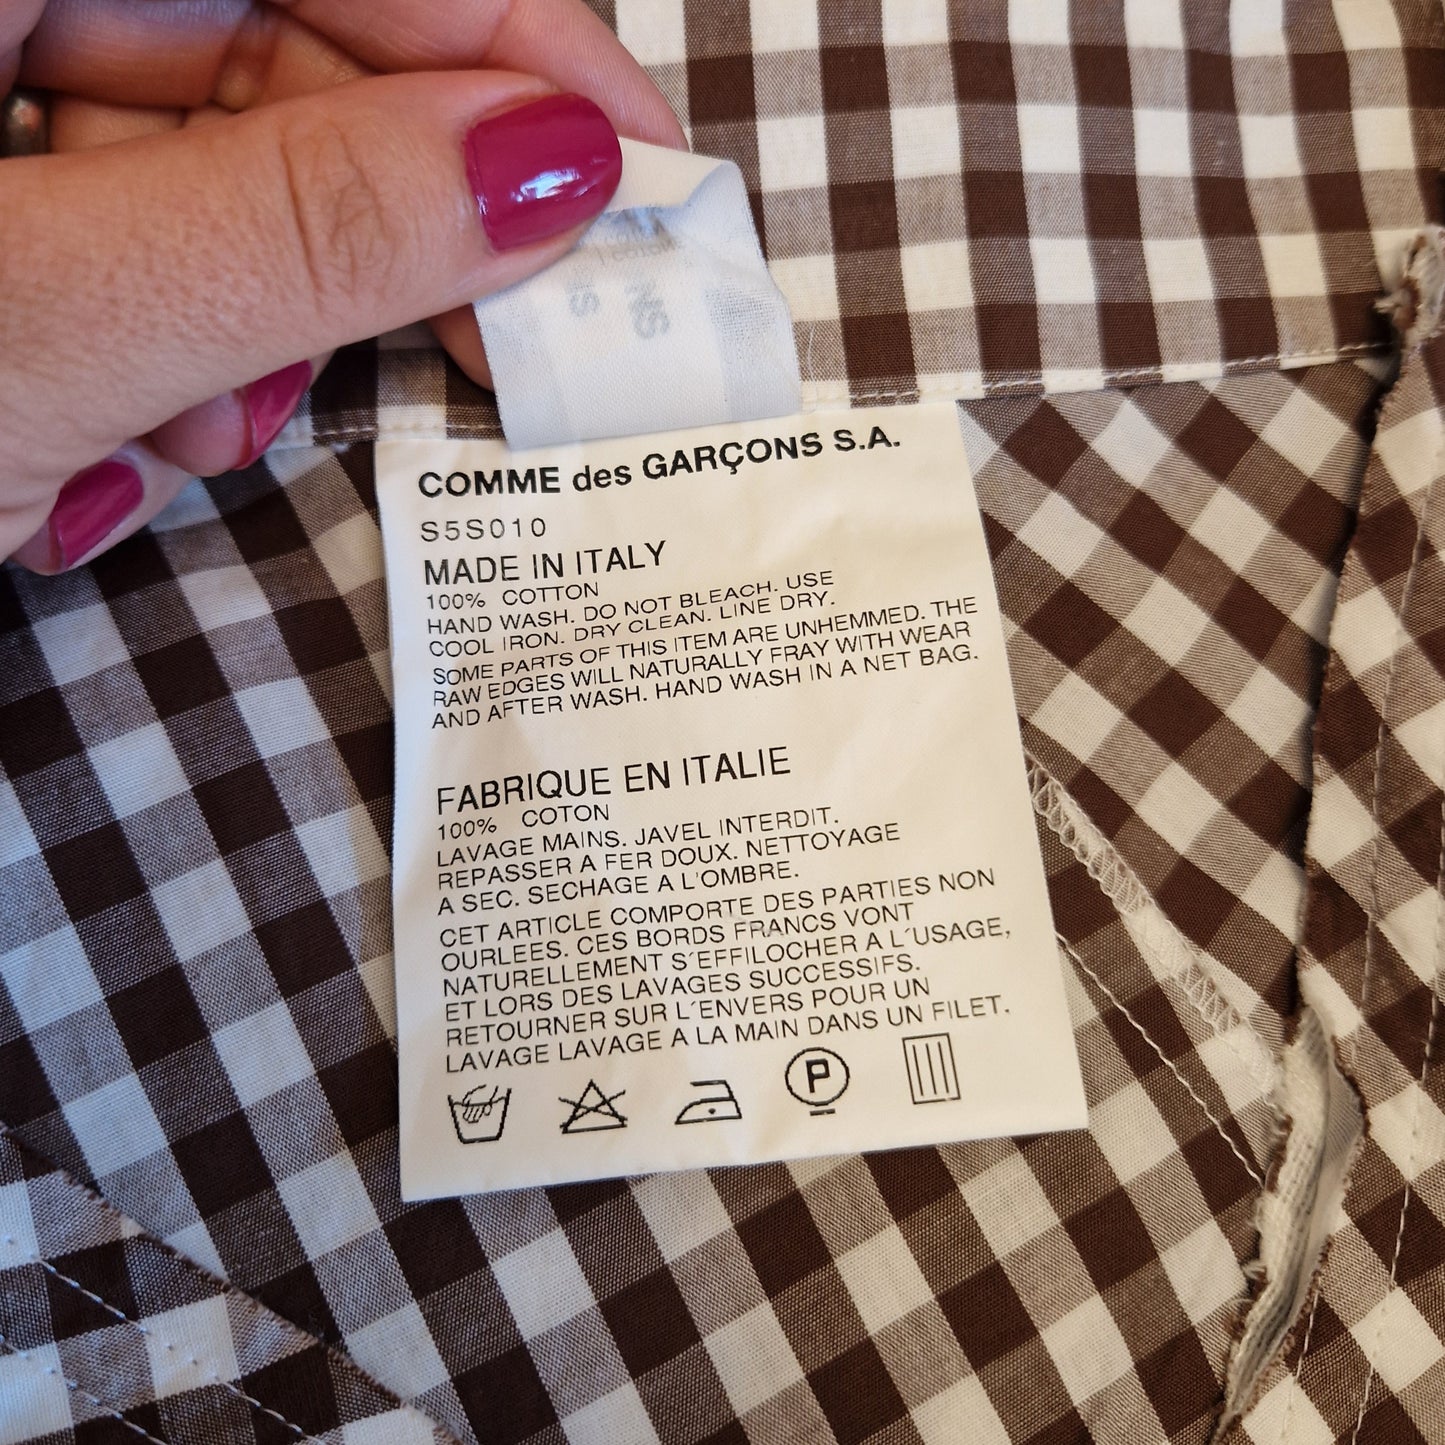 NS
COMME des GARÇONS S.A.
S5S010
MADE IN ITALY
100% COTTON
HAND WASH. DO NOT BLEACH. USE
COOL IRON. DRY CLEAN. LINE DRY.
SOME PARTS OF THIS ITEM ARE UNHEMMED. THE
RAW EDGES WILL NATURALLY FRAY WITH WEAR
AND AFTER WASH. HAND WASH IN A NET BAG.
FABRIQUE EN ITALIE
100% COTON
LAVAGE MAINS. JAVEL INTERDIT.
REPASSER A FER DOUX. NETTOYAGE
A SEC. SECHAGE A L'OMBRE.
CET ARTICLE COMPORTE DES PARTIES NON
OURLEES. CES BORDS FRANCS VONT
NATURELLEMENT S´EFFILOCHER A L´USAGE,
ET LORS DES LAVAGES SUCCESSIFS.
RETOURNER SUR L´ENVERS POUR UN
LAVAGE LAVAGE A LA MAIN DANS UN FILET.
P